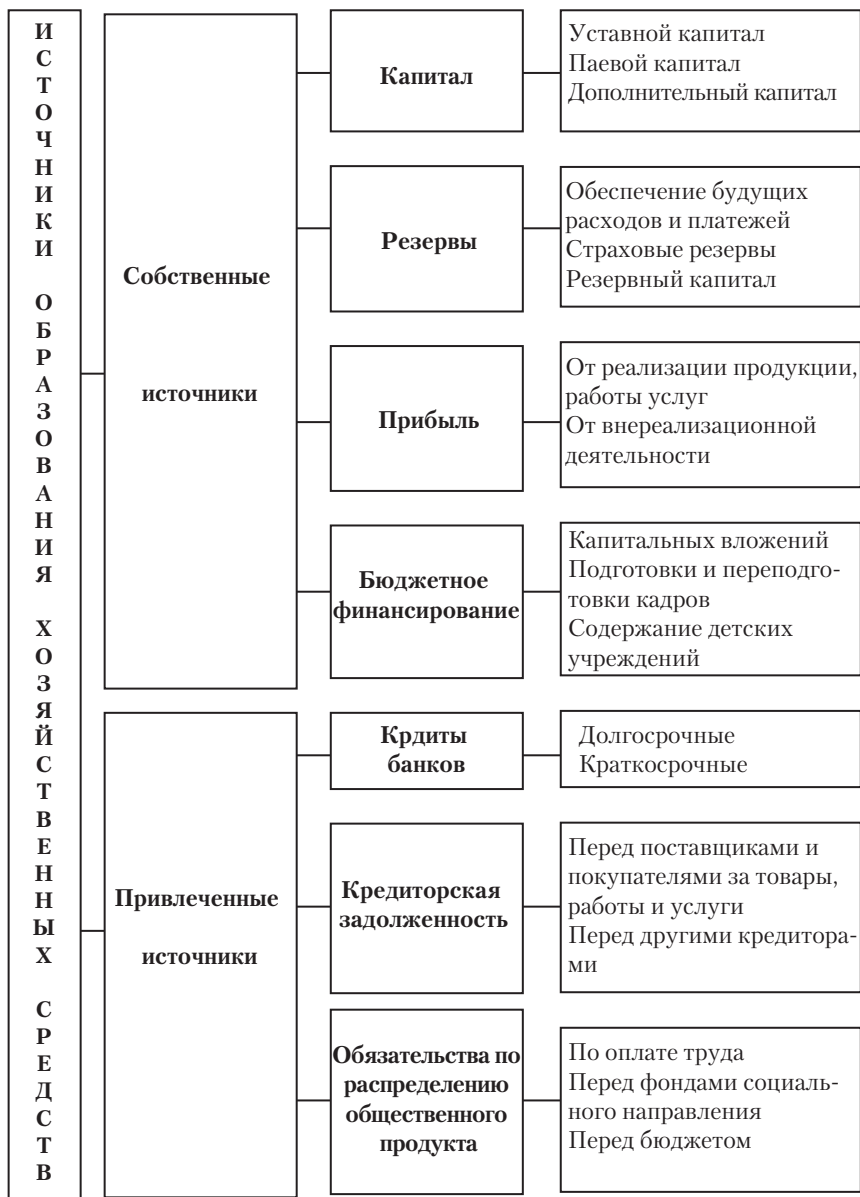 ИСТОЧНИКИ ОБРАЗОВАНИЯ ХОЗЯЙСТВЕННЫХ СРЕДСТВ
Собственные
источники
Капитал
Уставной капитал
Паевой капитал
Дополнительный капитал
Резервы
Обеспечение будущих
расходов и платежей
Страховые резервы
Резервный капитал
Прибыль
От реализации продукции,
работы услуг
От внереализационной
деятельности
Бюджетное
финансирование
Капитальных вложений
Подготовки и переподго-
товки кадров
Содержание детских
учреждений
Привлеченные
источники
Крдиты
банков
Долгосрочные
Краткосрочные
Кредиторская
задолженность
Перед поставщиками и
покупателями за товары,
работы и услуги
Перед другими кредитора-
ми
Обязательства по
распределению
общественного
продукта
По оплате труда
Перед фондами социаль-
ного направления
Перед бюджетом